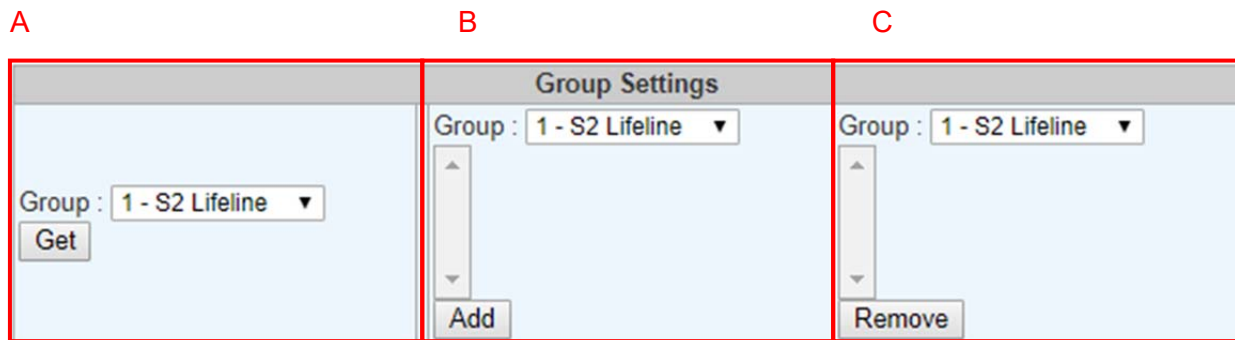 A B C
Group Settings
Group : 1 - S2 Lifeline
Get
Group : 1 - S2 Lifeline
Add
Group : 1 - S2 Lifeline
Remove